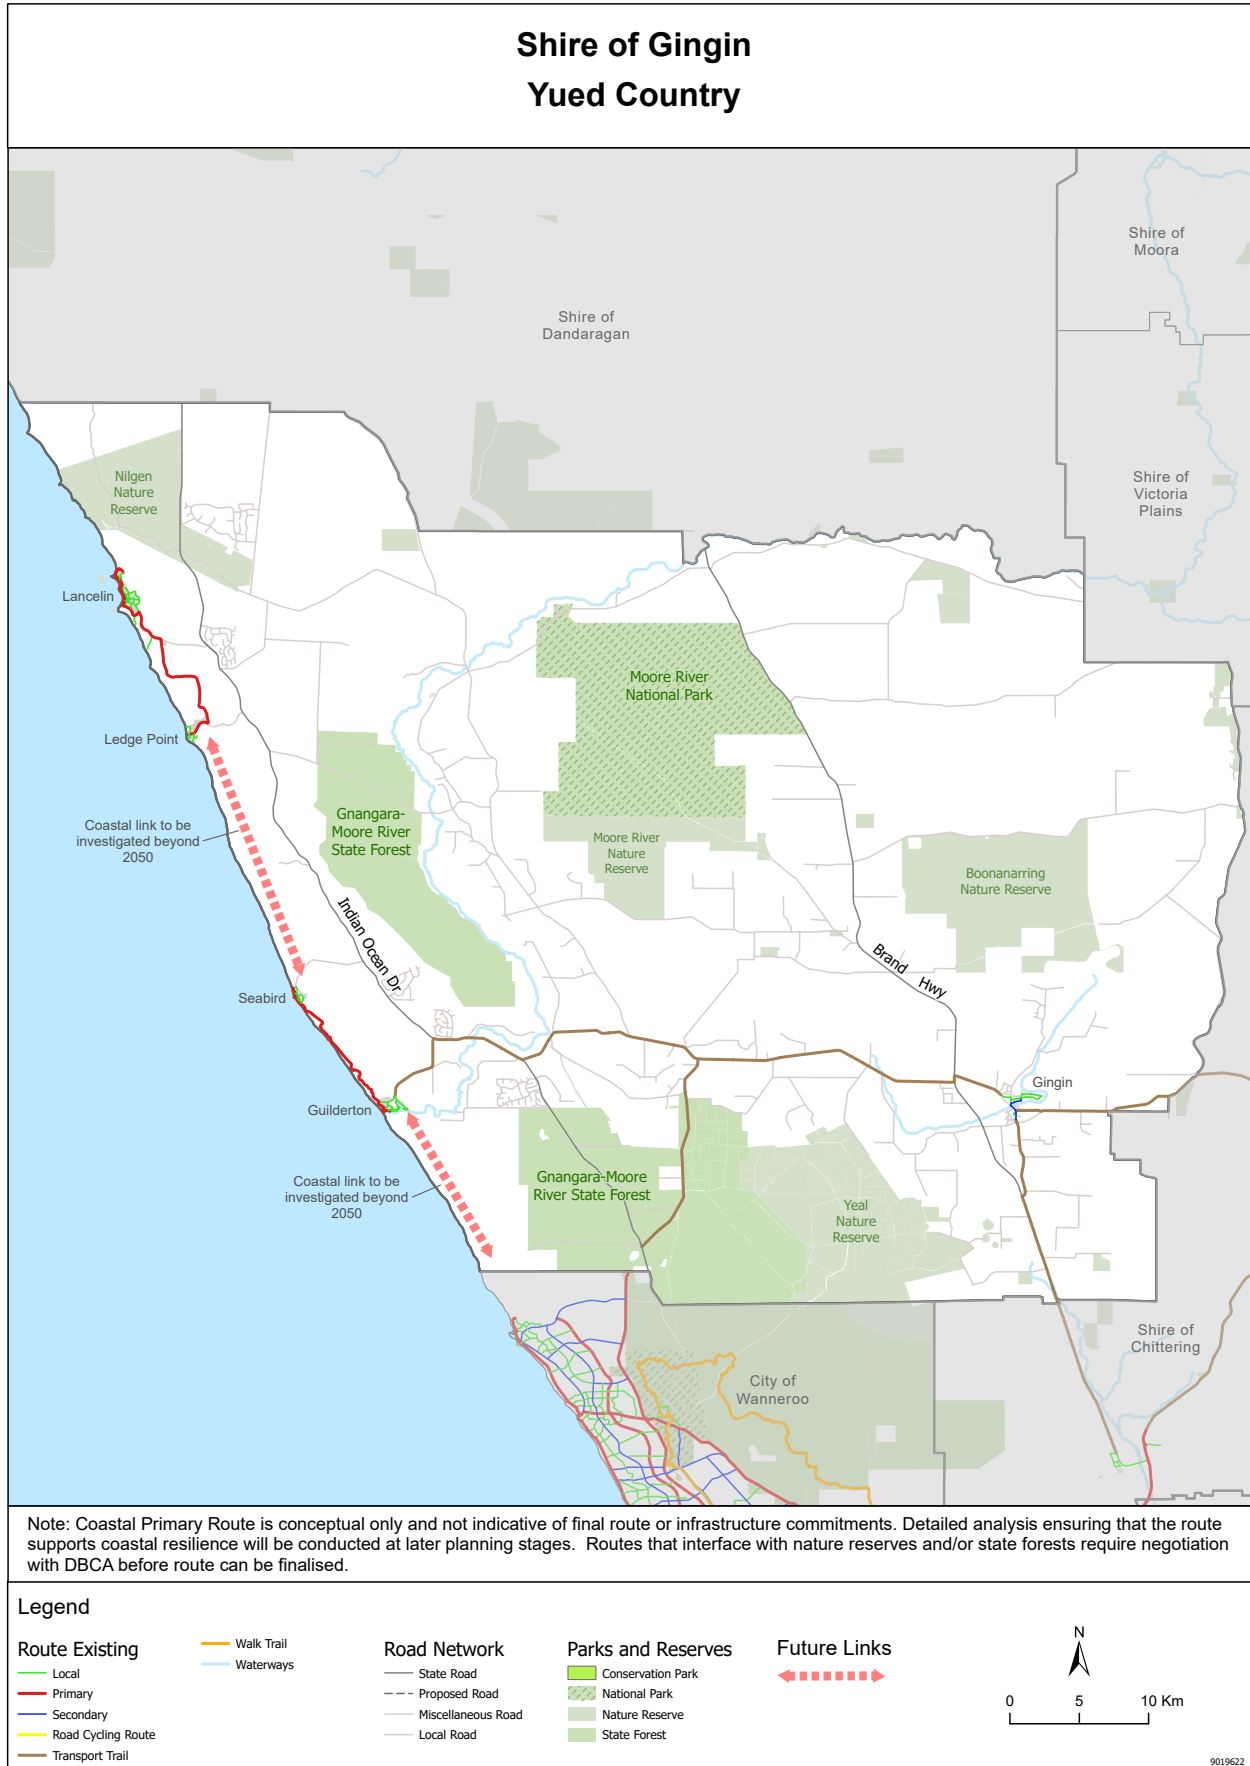 Shire of Gingin
Yued Country
Shire of
Moora
Shire of
Dandaragan
Shire of
Victoria
Plains
Nilgen
Nature
Reserve
Lancelin
Moore River
National Park
Ledge Point
Coastal link to be
investigated beyond
2050
Gnangara-
Moore River
State Forest
Moore River
Nature
Reserve
Boonanarring
Nature Reserve
Indian Ocean Dr
Brand Hwy
Seabird
Gingin
Guilderton
Coastal link to be
investigated beyond
2050
Gnangara-Moore
River State Forest
Yeal
Nature
Reserve
Shire of
Chittering
City of
Wanneroo
Note: Coastal Primary Route is conceptual only and not indicative of final route or infrastructure commitments. Detailed analysis ensuring that the route
supports coastal resilience will be conducted at later planning stages. Routes that interface with nature reserves and/or state forests require negotiation
with DBCA before route can be finalised.
Legend
Route Existing
Local
Primary
Secondary
Road Cycling Route
Transport Trail
Walk Trail
Waterways
Road Network
State Road
Proposed Road
Miscellaneous Road
Local Road
Parks and Reserves
Conservation Park
National Park
Nature Reserve
State Forest
Future Links
N
0 5 10 Km
9019622